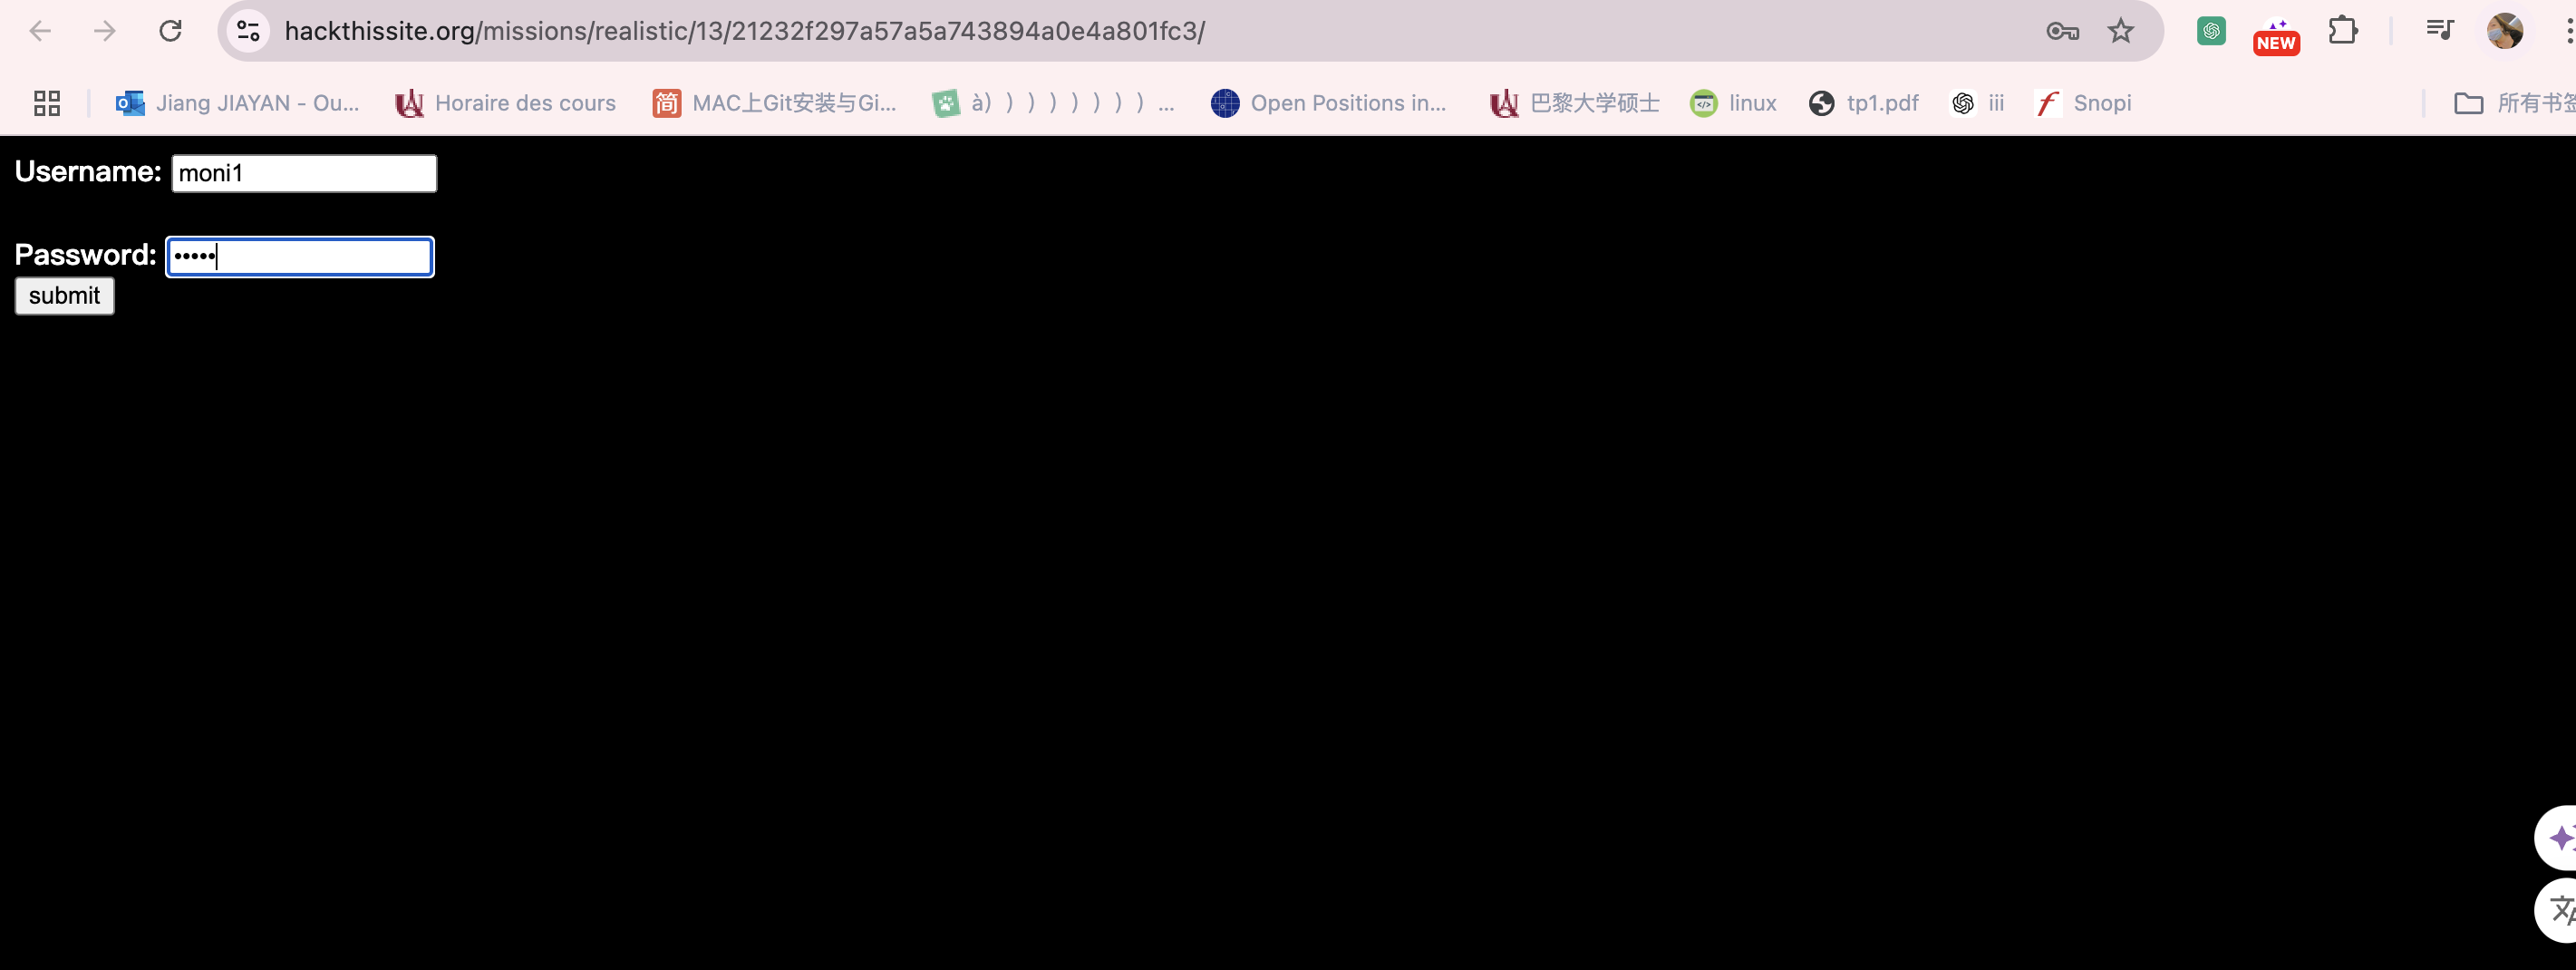 hackthissite.org/missions/realistic/13/21232f297a57a5a743894a0e4a801fc3/
NEW
Jiang JIAYAN - Ou... Horaire des cours 简 MAC上Git安装与Gi... à) ) ) ) ) ) ) ) ... Open Positions in... 巴黎大学硕士 linux tp1.pdf iii Snopi 所有书签
Username: moni1
Password: •••••
submit